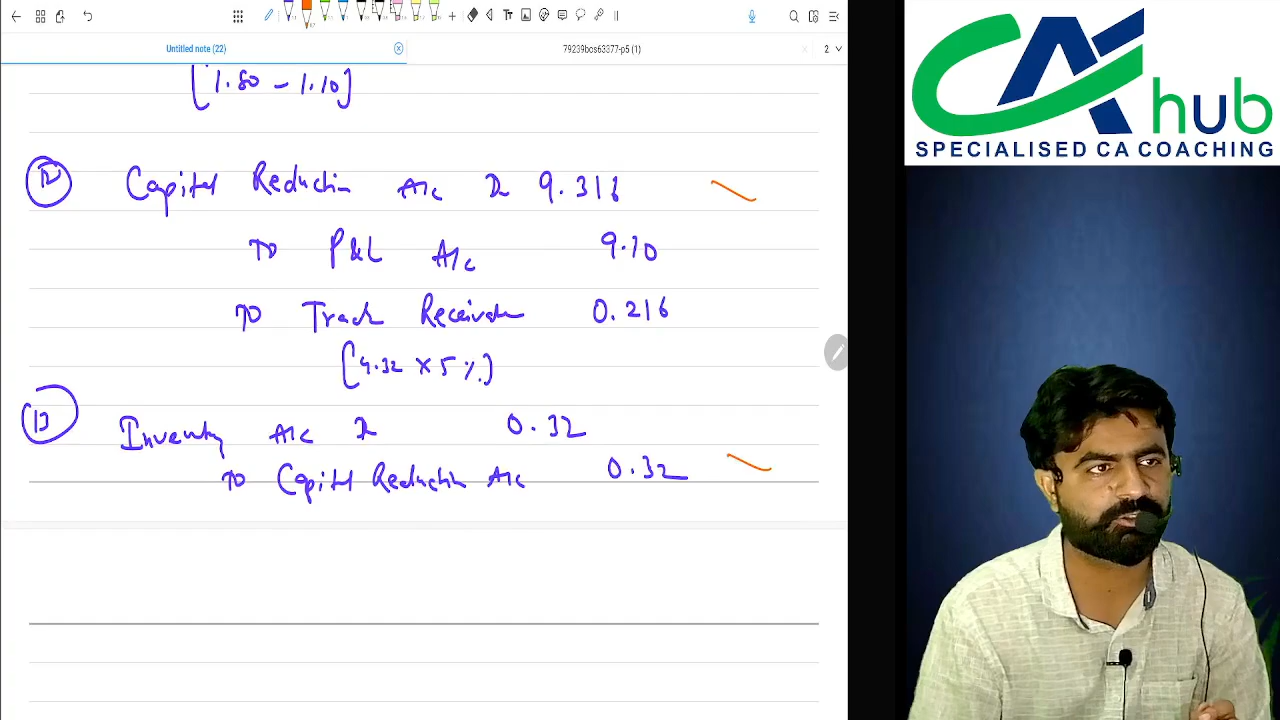 Untitled note (22)
79239bos63377-p5 (1)
2
[1.80 - 1.10]
12 Capital Reduction A/c Dr 9.316
To P&L A/c 9.10
To Trade Receivable 0.216
[4.32 × 5%]
13 Inventory A/c Dr 0.32
To Capital Reduction A/c 0.32
CA hub
SPECIALISED CA COACHING